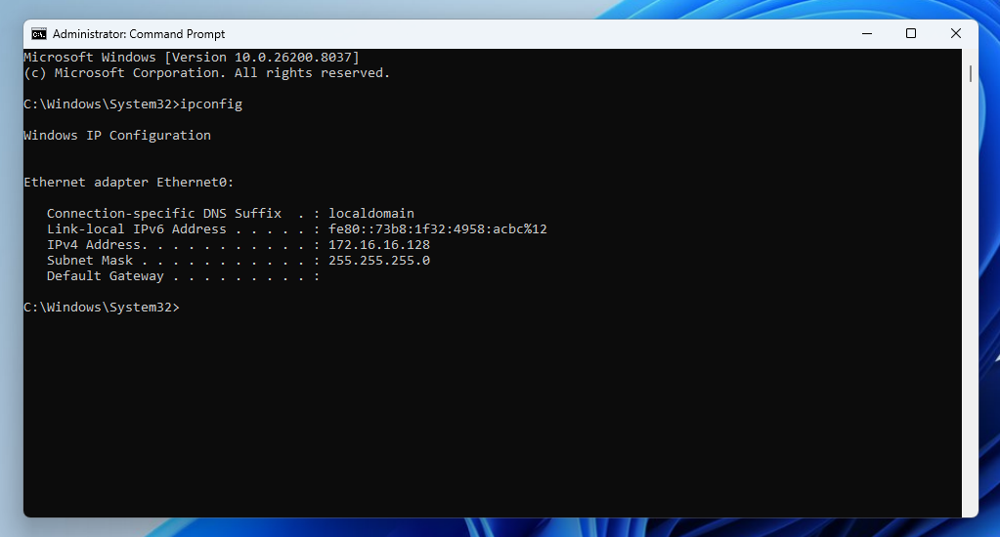 Administrator: Command Prompt
Microsoft Windows [Version 10.0.26200.8037]
(c) Microsoft Corporation. All rights reserved.
C:\Windows\System32>ipconfig
Windows IP Configuration
Ethernet adapter Ethernet0:
Connection-specific DNS Suffix  . : localdomain
Link-local IPv6 Address . . . . . : fe80::73b8:1f32:4958:acbc%12
IPv4 Address. . . . . . . . . . . : 172.16.16.128
Subnet Mask . . . . . . . . . . . : 255.255.255.0
Default Gateway . . . . . . . . . :
C:\Windows\System32>